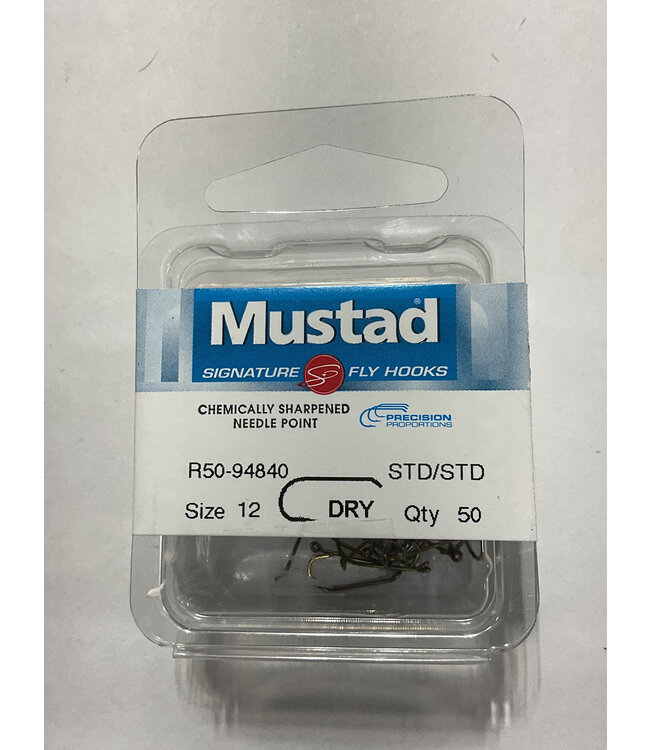 Mustad®
SIGNATURE SP FLY HOOKS
CHEMICALLY SHARPENED
NEEDLE POINT
PRECISION
PROPORTIONS
R50-94840 STD/STD
Size 12 DRY Qty 50